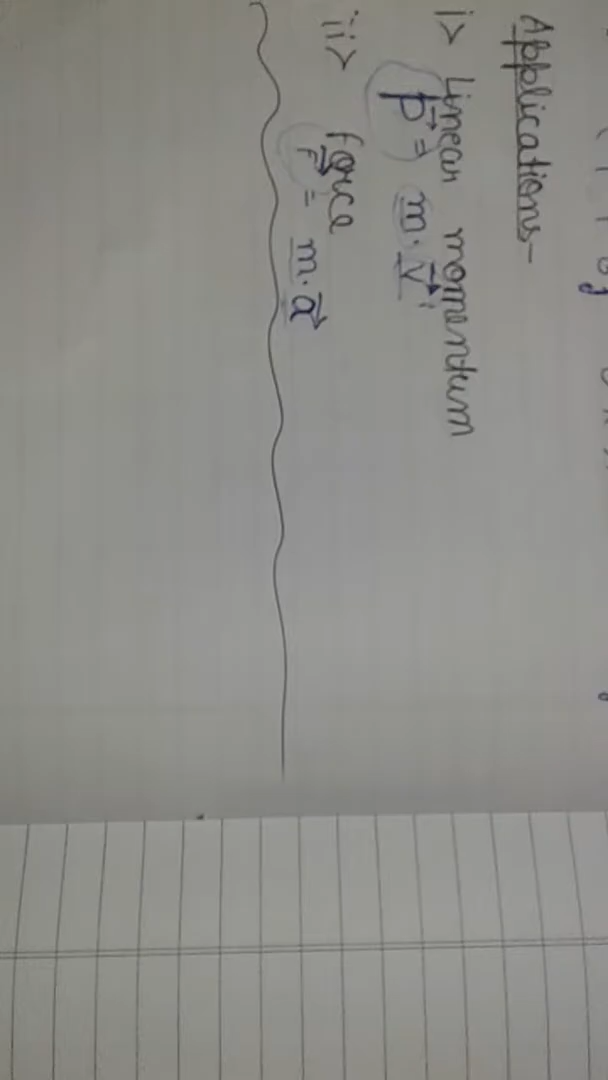 Applications-
i> Linear momentum
p⃗ = m. v⃗;
ii> force
F⃗ = m. a⃗